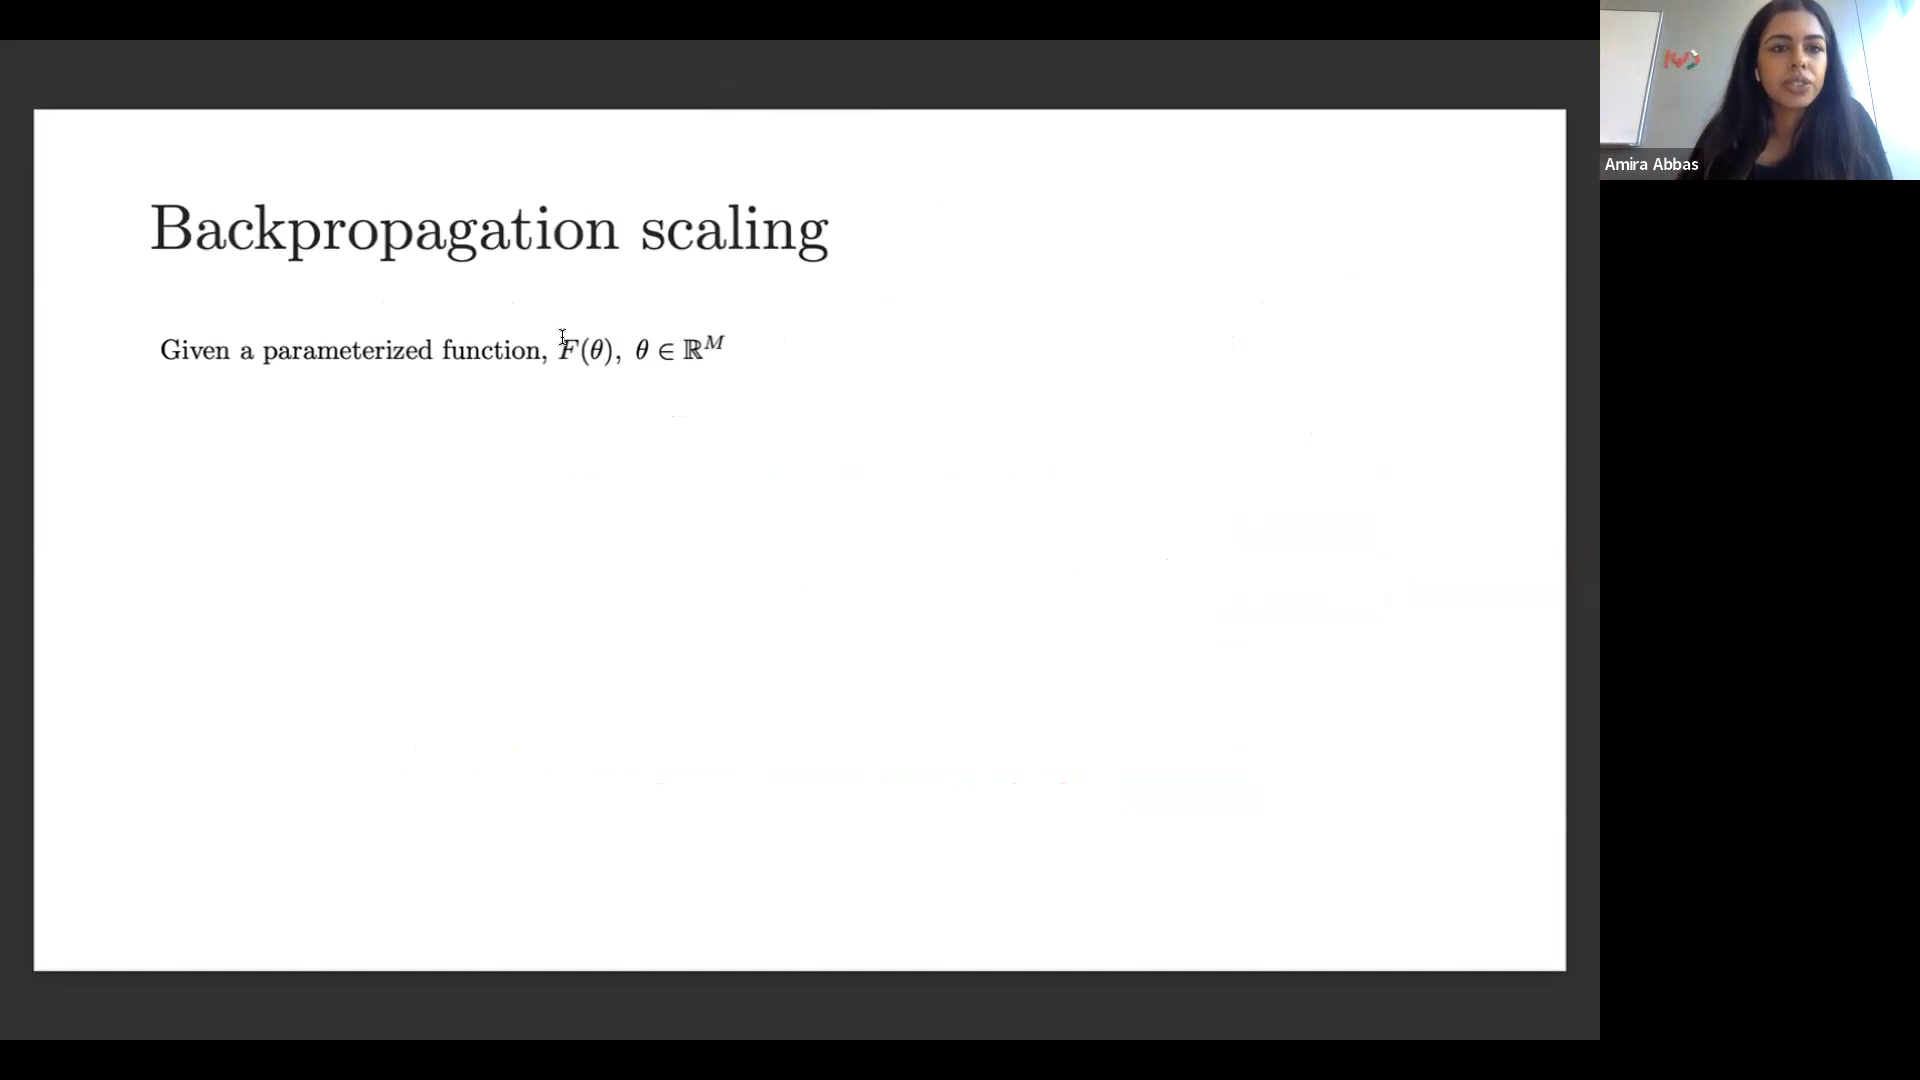 Backpropagation scaling
Given a parameterized function, F(θ), θ ∈ ℝ^M
Amira Abbas